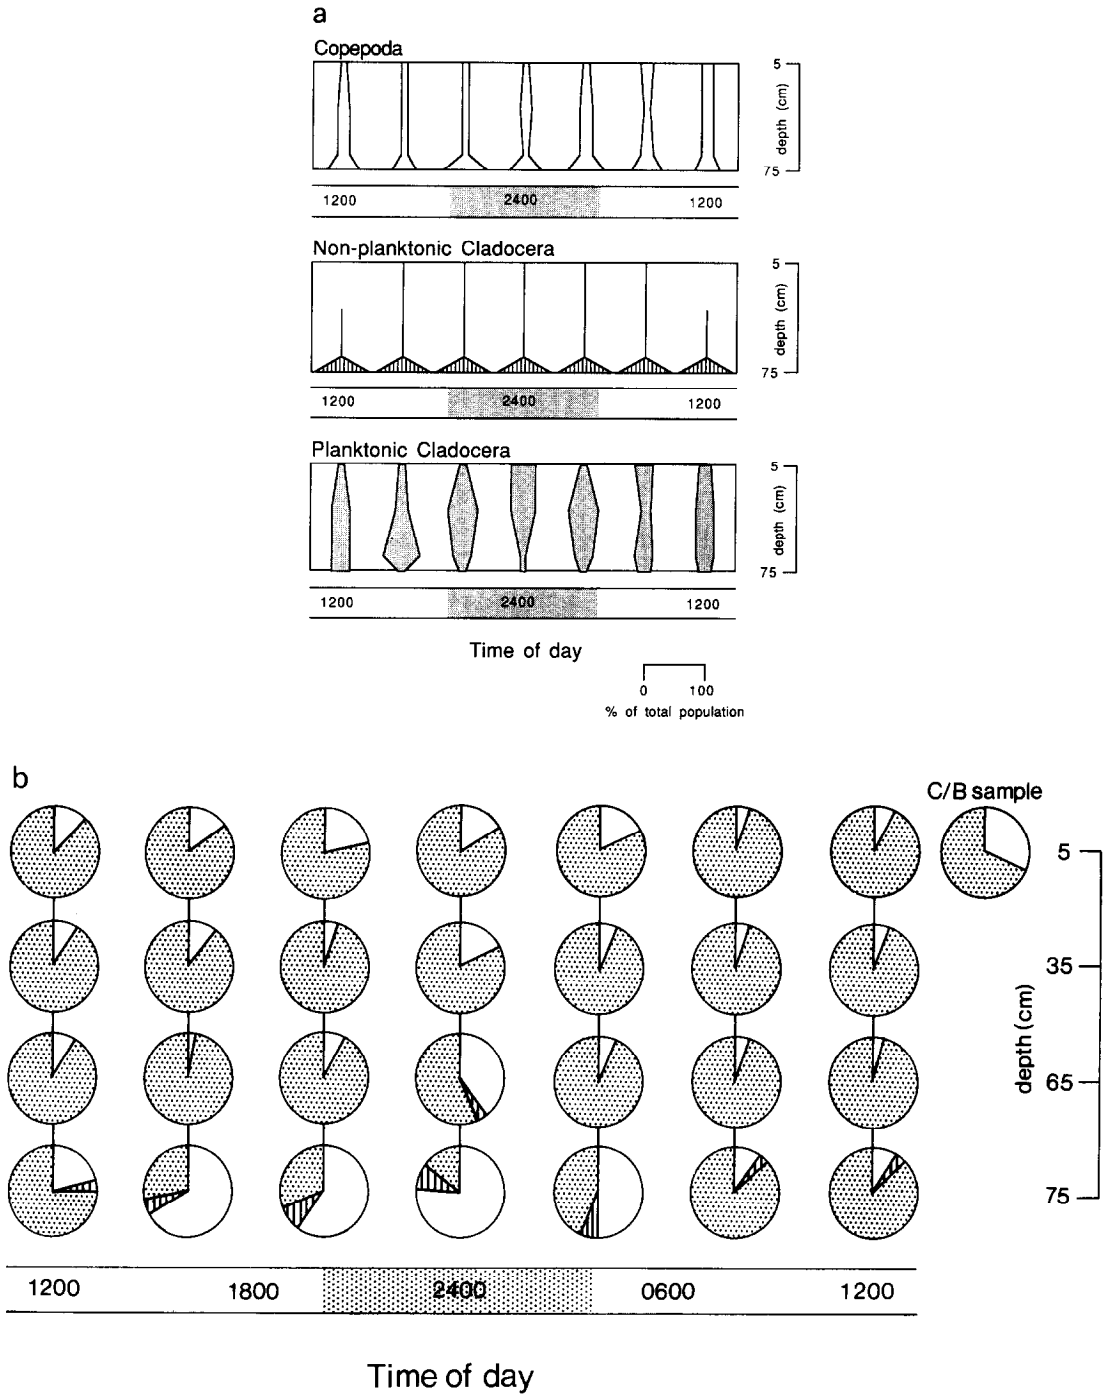 a
Copepoda
5
depth (cm)
75
1200 2400 1200
Non-planktonic Cladocera
5
depth (cm)
75
1200 2400 1200
Planktonic Cladocera
5
depth (cm)
75
1200 2400 1200
Time of day
0 100
% of total population
b
C/B sample
5
35
depth (cm)
65
75
1200 1800 2400 0600 1200
Time of day